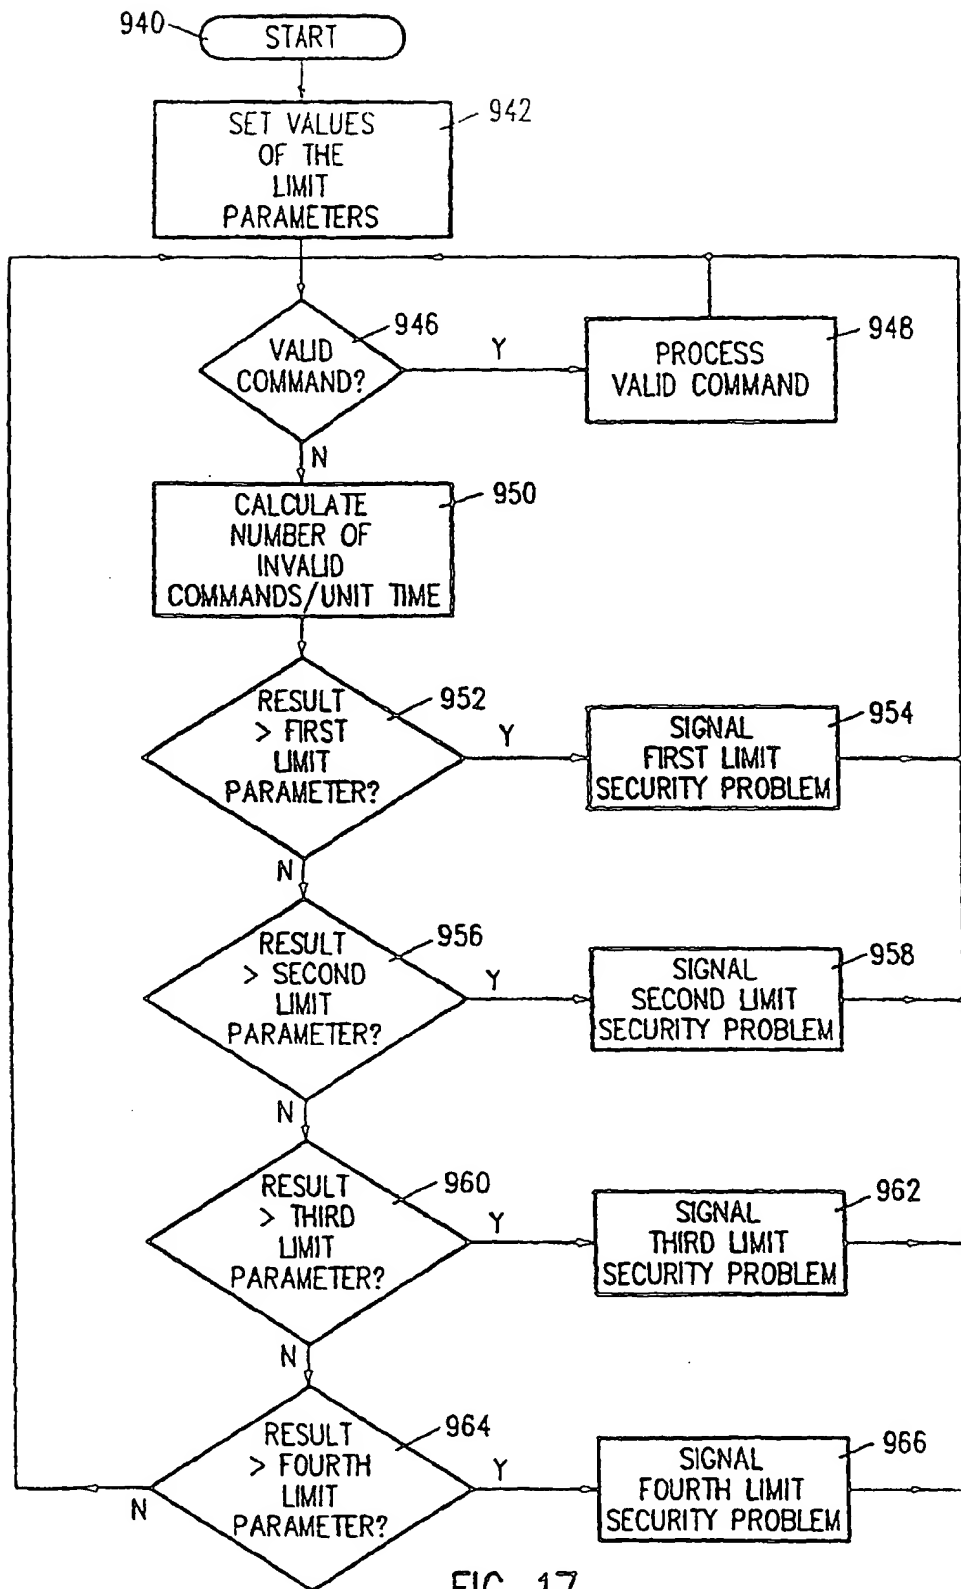 940
START
942
SET VALUES
OF THE
LIMIT
PARAMETERS
946
VALID
COMMAND?
Y
948
PROCESS
VALID COMMAND
N
950
CALCULATE
NUMBER OF
INVALID
COMMANDS/UNIT TIME
952
RESULT
> FIRST
LIMIT
PARAMETER?
Y
954
SIGNAL
FIRST LIMIT
SECURITY PROBLEM
N
956
RESULT
> SECOND
LIMIT
PARAMETER?
Y
958
SIGNAL
SECOND LIMIT
SECURITY PROBLEM
N
960
RESULT
> THIRD
LIMIT
PARAMETER?
Y
962
SIGNAL
THIRD LIMIT
SECURITY PROBLEM
N
964
RESULT
> FOURTH
LIMIT
PARAMETER?
Y
966
SIGNAL
FOURTH LIMIT
SECURITY PROBLEM
N
FIG. 17